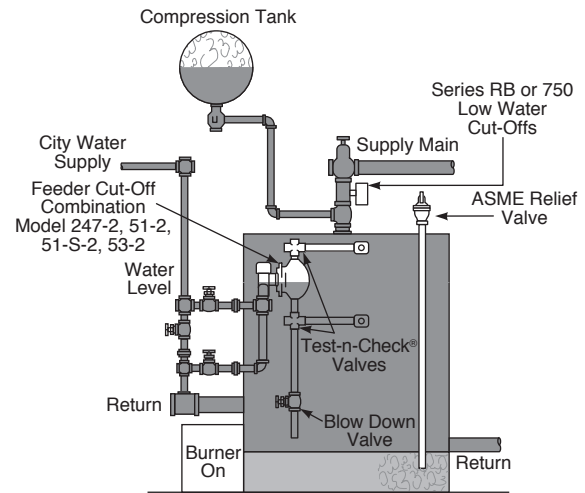 Compression Tank
Series RB or 750
Low Water
Cut-Offs
City Water
Supply
Supply Main
Feeder Cut-Off
Combination
Model 247-2, 51-2,
51-S-2, 53-2
ASME Relief
Valve
Water
Level
Test-n-Check®
Valves
Return
Blow Down
Valve
Burner
On
Return